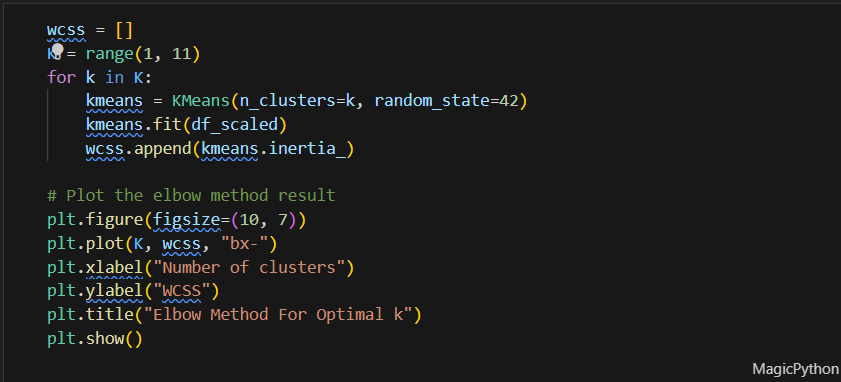 wcss = []
K = range(1, 11)
for k in K:
    kmeans = KMeans(n_clusters=k, random_state=42)
    kmeans.fit(df_scaled)
    wcss.append(kmeans.inertia_)
# Plot the elbow method result
plt.figure(figsize=(10, 7))
plt.plot(K, wcss, "bx-")
plt.xlabel("Number of clusters")
plt.ylabel("WCSS")
plt.title("Elbow Method For Optimal k")
plt.show()
MagicPython